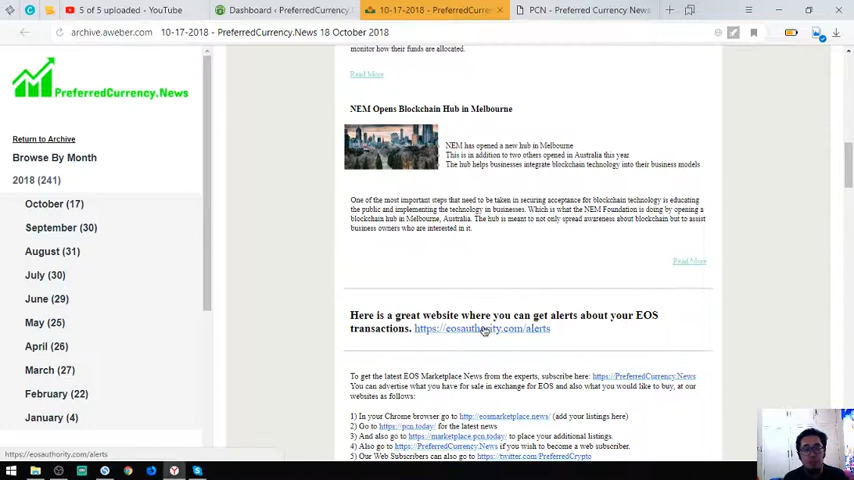 5 of 5 uploaded - YouTube
Dashboard ‹ PreferredCurrency.
10-17-2018 - PreferredCurren
PCN - Preferred Currency News
archive.aweber.com
10-17-2018 - PreferredCurrency.News 18 October 2018
PreferredCurrency.News
Return to Archive
Browse By Month
2018 (241)
October (17)
September (30)
August (31)
July (30)
June (29)
May (25)
April (26)
March (27)
February (22)
January (4)
monitor how their funds are allocated.
Read More
NEM Opens Blockchain Hub in Melbourne
NEM has opened a new hub in Melbourne
This is in addition to two others opened in Australia this year
The hub helps businesses integrate blockchain technology into their business models
One of the most important steps that need to be taken in securing acceptance for blockchain technology is educating
the public and implementing the technology in businesses. Which is what the NEM Foundation is doing by opening a
blockchain hub in Melbourne, Australia. The hub is meant to not only spread awareness about blockchain but to assist
business owners who are interested in it.
Read More
Here is a great website where you can get alerts about your EOS
transactions. https://eosauthority.com/alerts
To get the latest EOS Marketplace News from the experts, subscribe here: https://PreferredCurrency.News
You can advertise what you have for sale in exchange for EOS and also what you would like to buy, at our
websites as follows:
1) In your Chrome browser go to http://eosmarketplace.news/ (add your listings here)
2) Go to https://pcn.today/ for the latest news
3) And also go to https://marketplace.pcn.today/ to place your additional listings.
4) Also go to https://PreferredCurrency.News if you wish to become a web subscriber.
5) Our Web Subscribers can also go to https://twitter.com/PreferredCrypto
https://eosauthority.com/alerts